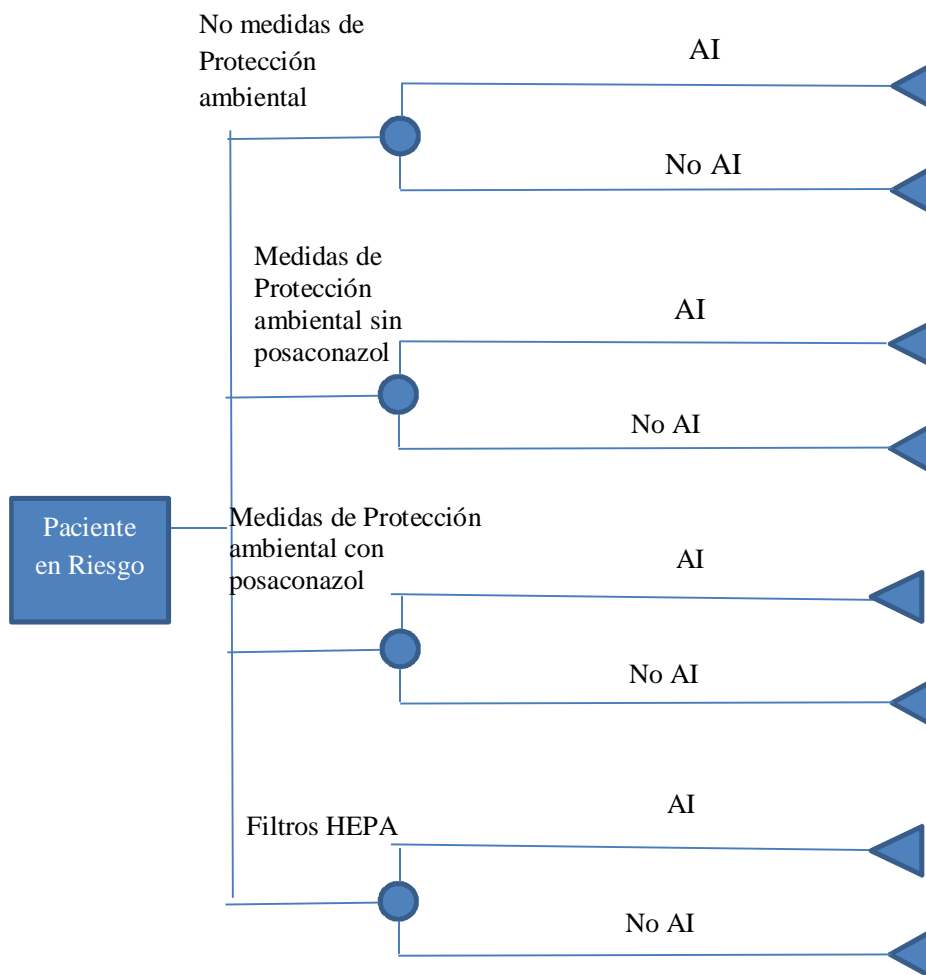 No medidas de
Protección
ambiental
AI
No AI
Medidas de
Protección
ambiental sin
posaconazol
AI
No AI
Paciente
en Riesgo
Medidas de Protección
ambiental con
posaconazol
AI
No AI
Filtros HEPA
AI
No AI